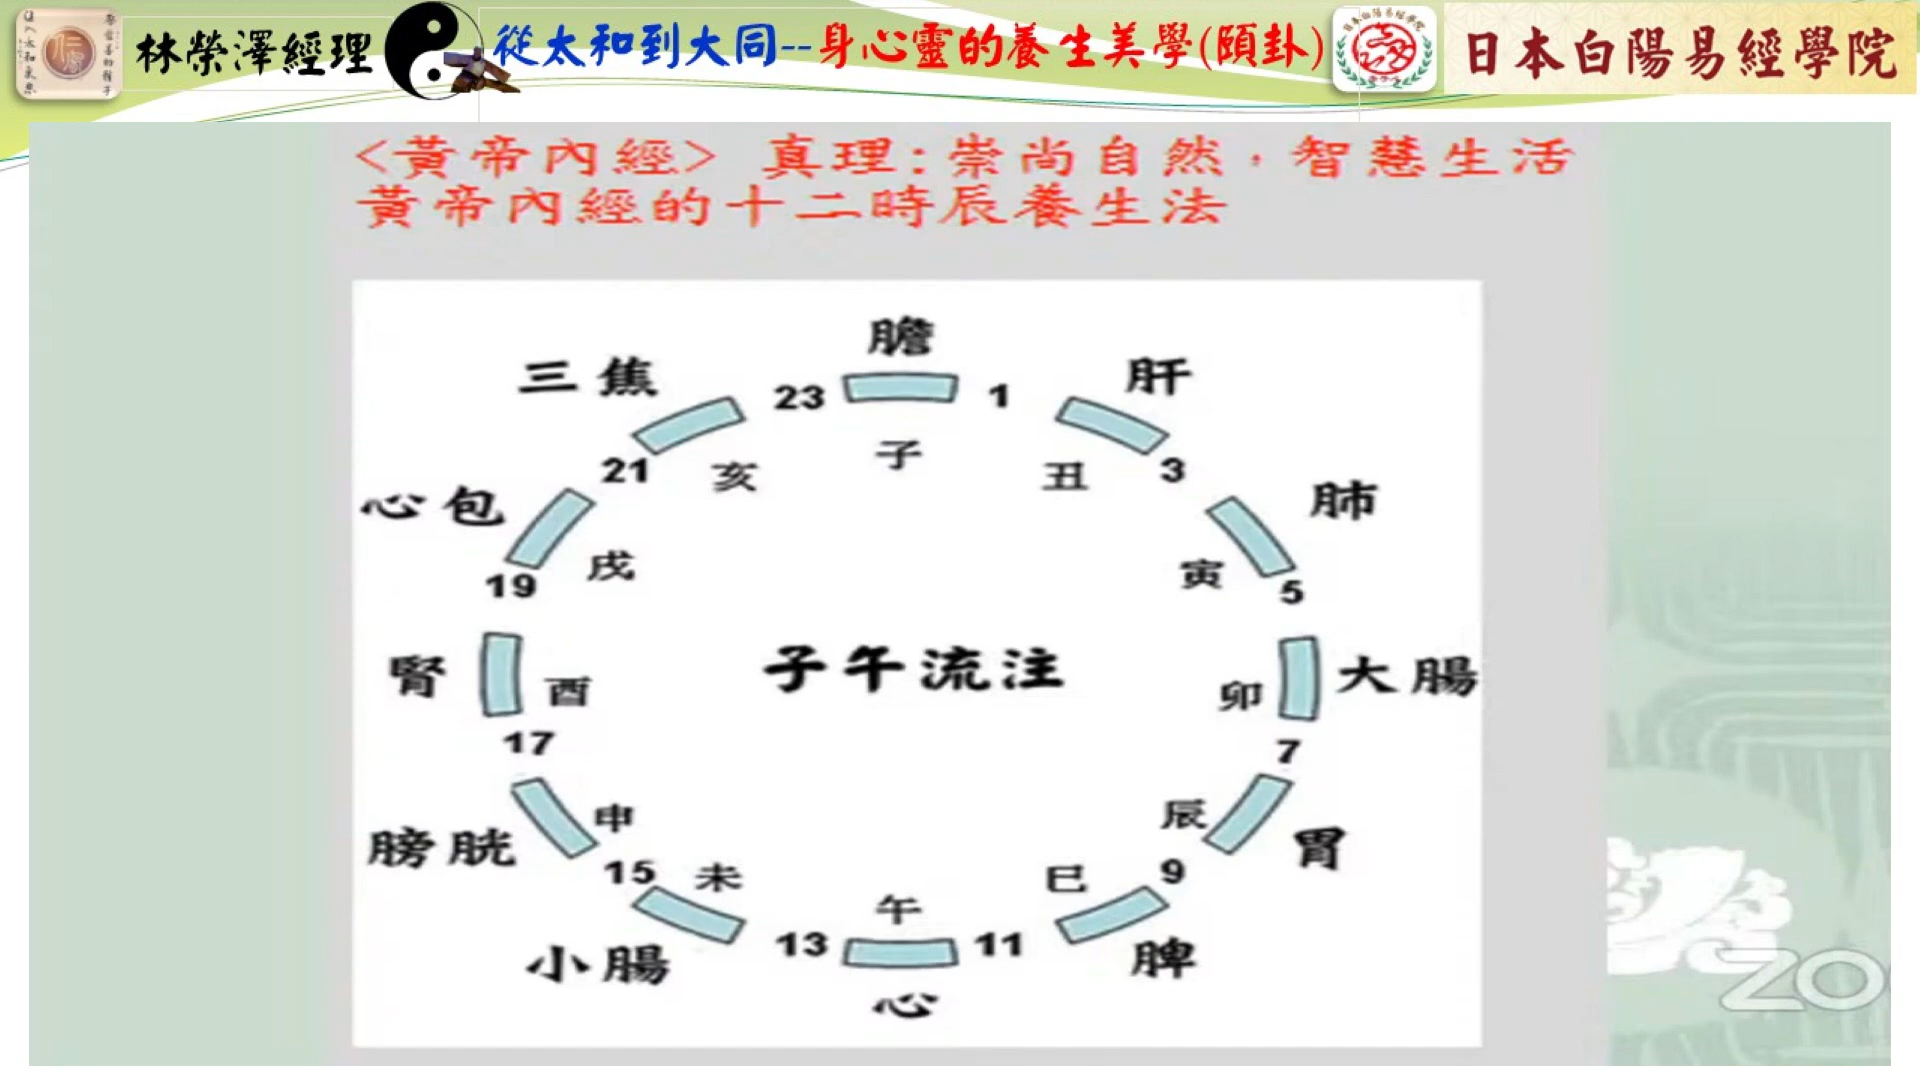 林榮澤經理
從太和到大同--身心靈的養生美學(頤卦)
日本白陽易經學院
<黃帝內經> 真理:崇尚自然，智慧生活
黃帝內經的十二時辰養生法
膽
三焦
肝
23
1
子
21
亥
丑
3
心包
肺
戌
寅
19
5
腎
酉
子午流注
卯
大腸
17
7
膀胱
申
辰
胃
15
未
巳
9
午
小腸
13
11
脾
心
zo